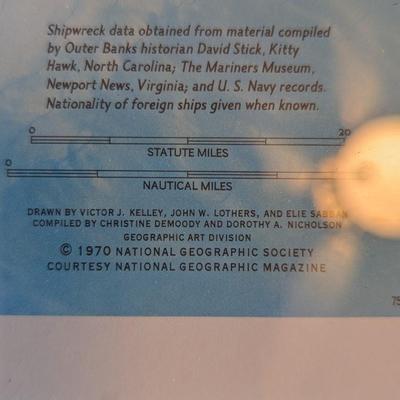 Shipwreck data obtained from material compiled
by Outer Banks historian David Stick, Kitty
Hawk, North Carolina; The Mariners Museum,
Newport News, Virginia; and U. S. Navy records.
Nationality of foreign ships given when known.
0 20
STATUTE MILES
0
NAUTICAL MILES
DRAWN BY VICTOR J. KELLEY, JOHN W. LOTHERS, AND ELIE SABBAN
COMPILED BY CHRISTINE DEMOODY AND DOROTHY A. NICHOLSON
GEOGRAPHIC ART DIVISION
© 1970 NATIONAL GEOGRAPHIC SOCIETY
COURTESY NATIONAL GEOGRAPHIC MAGAZINE